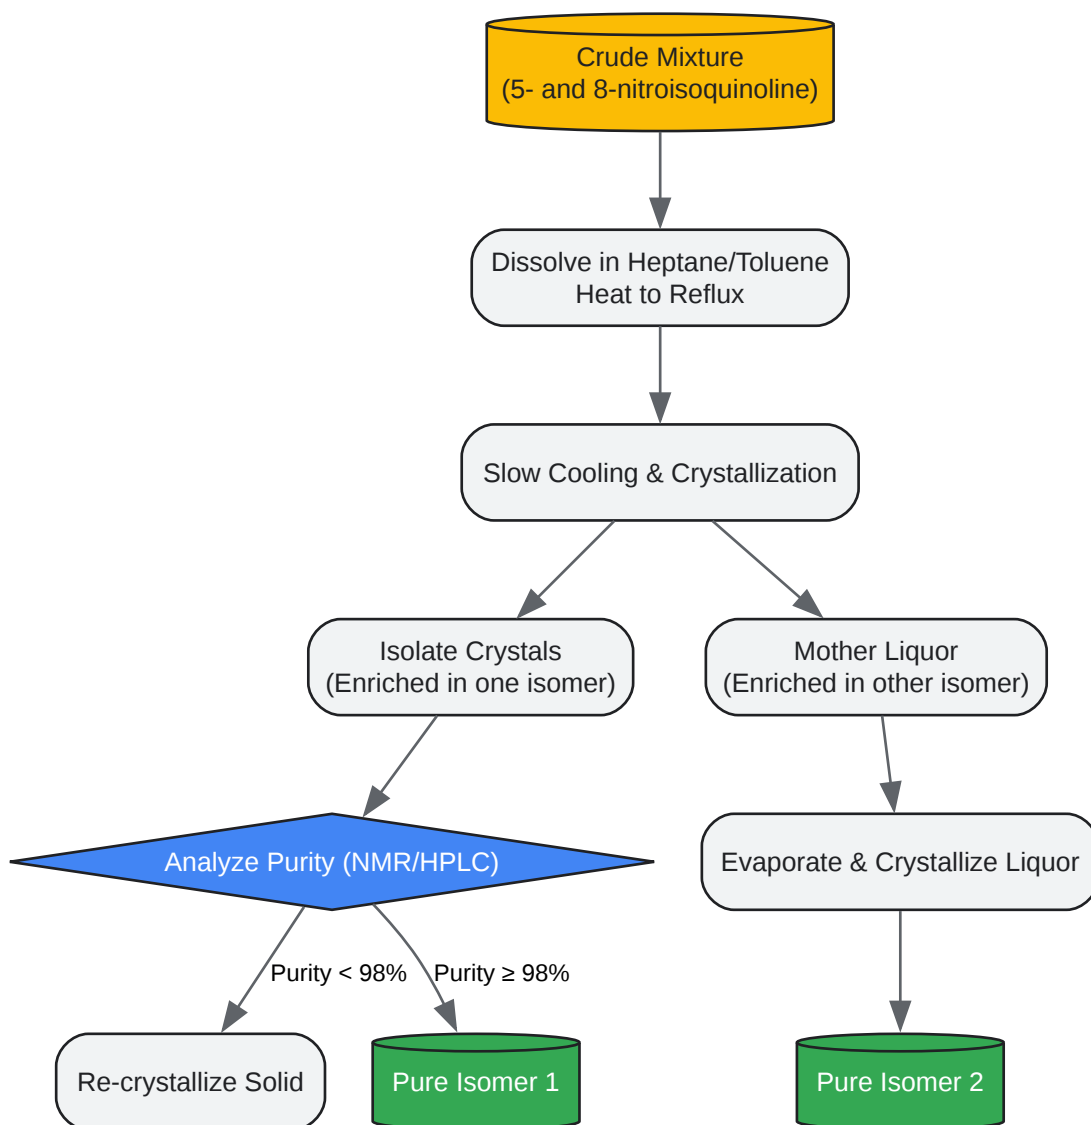 Crude Mixture
(5- and 8-nitroisoquinoline)
Dissolve in Heptane/Toluene
Heat to Reflux
Slow Cooling & Crystallization
Isolate Crystals
(Enriched in one isomer)
Mother Liquor
(Enriched in other isomer)
Analyze Purity (NMR/HPLC)
Evaporate & Crystallize Liquor
Purity < 98%
Purity ≥ 98%
Re-crystallize Solid
Pure Isomer 1
Pure Isomer 2